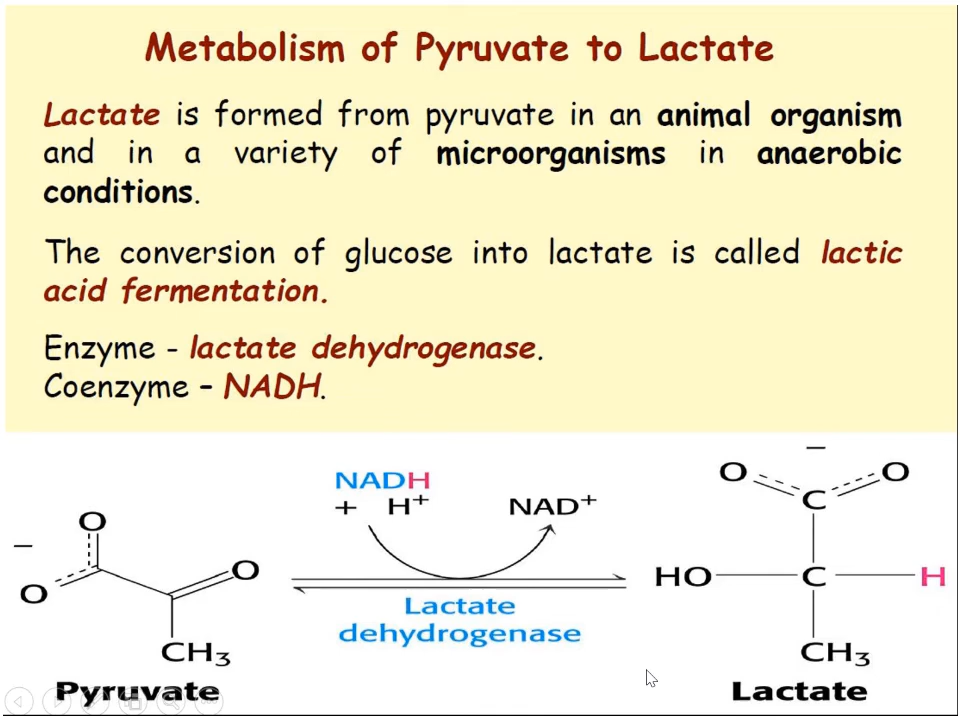 Metabolism of Pyruvate to Lactate
Lactate is formed from pyruvate in an animal organism
and in a variety of microorganisms in anaerobic
conditions.
The conversion of glucose into lactate is called lactic
acid fermentation.
Enzyme - lactate dehydrogenase.
Coenzyme – NADH.
NADH
+ H⁺
NAD⁺
Lactate
dehydrogenase
−
O
O
O
CH₃
Pyruvate
−
O
O
C
HO
C
H
CH₃
Lactate